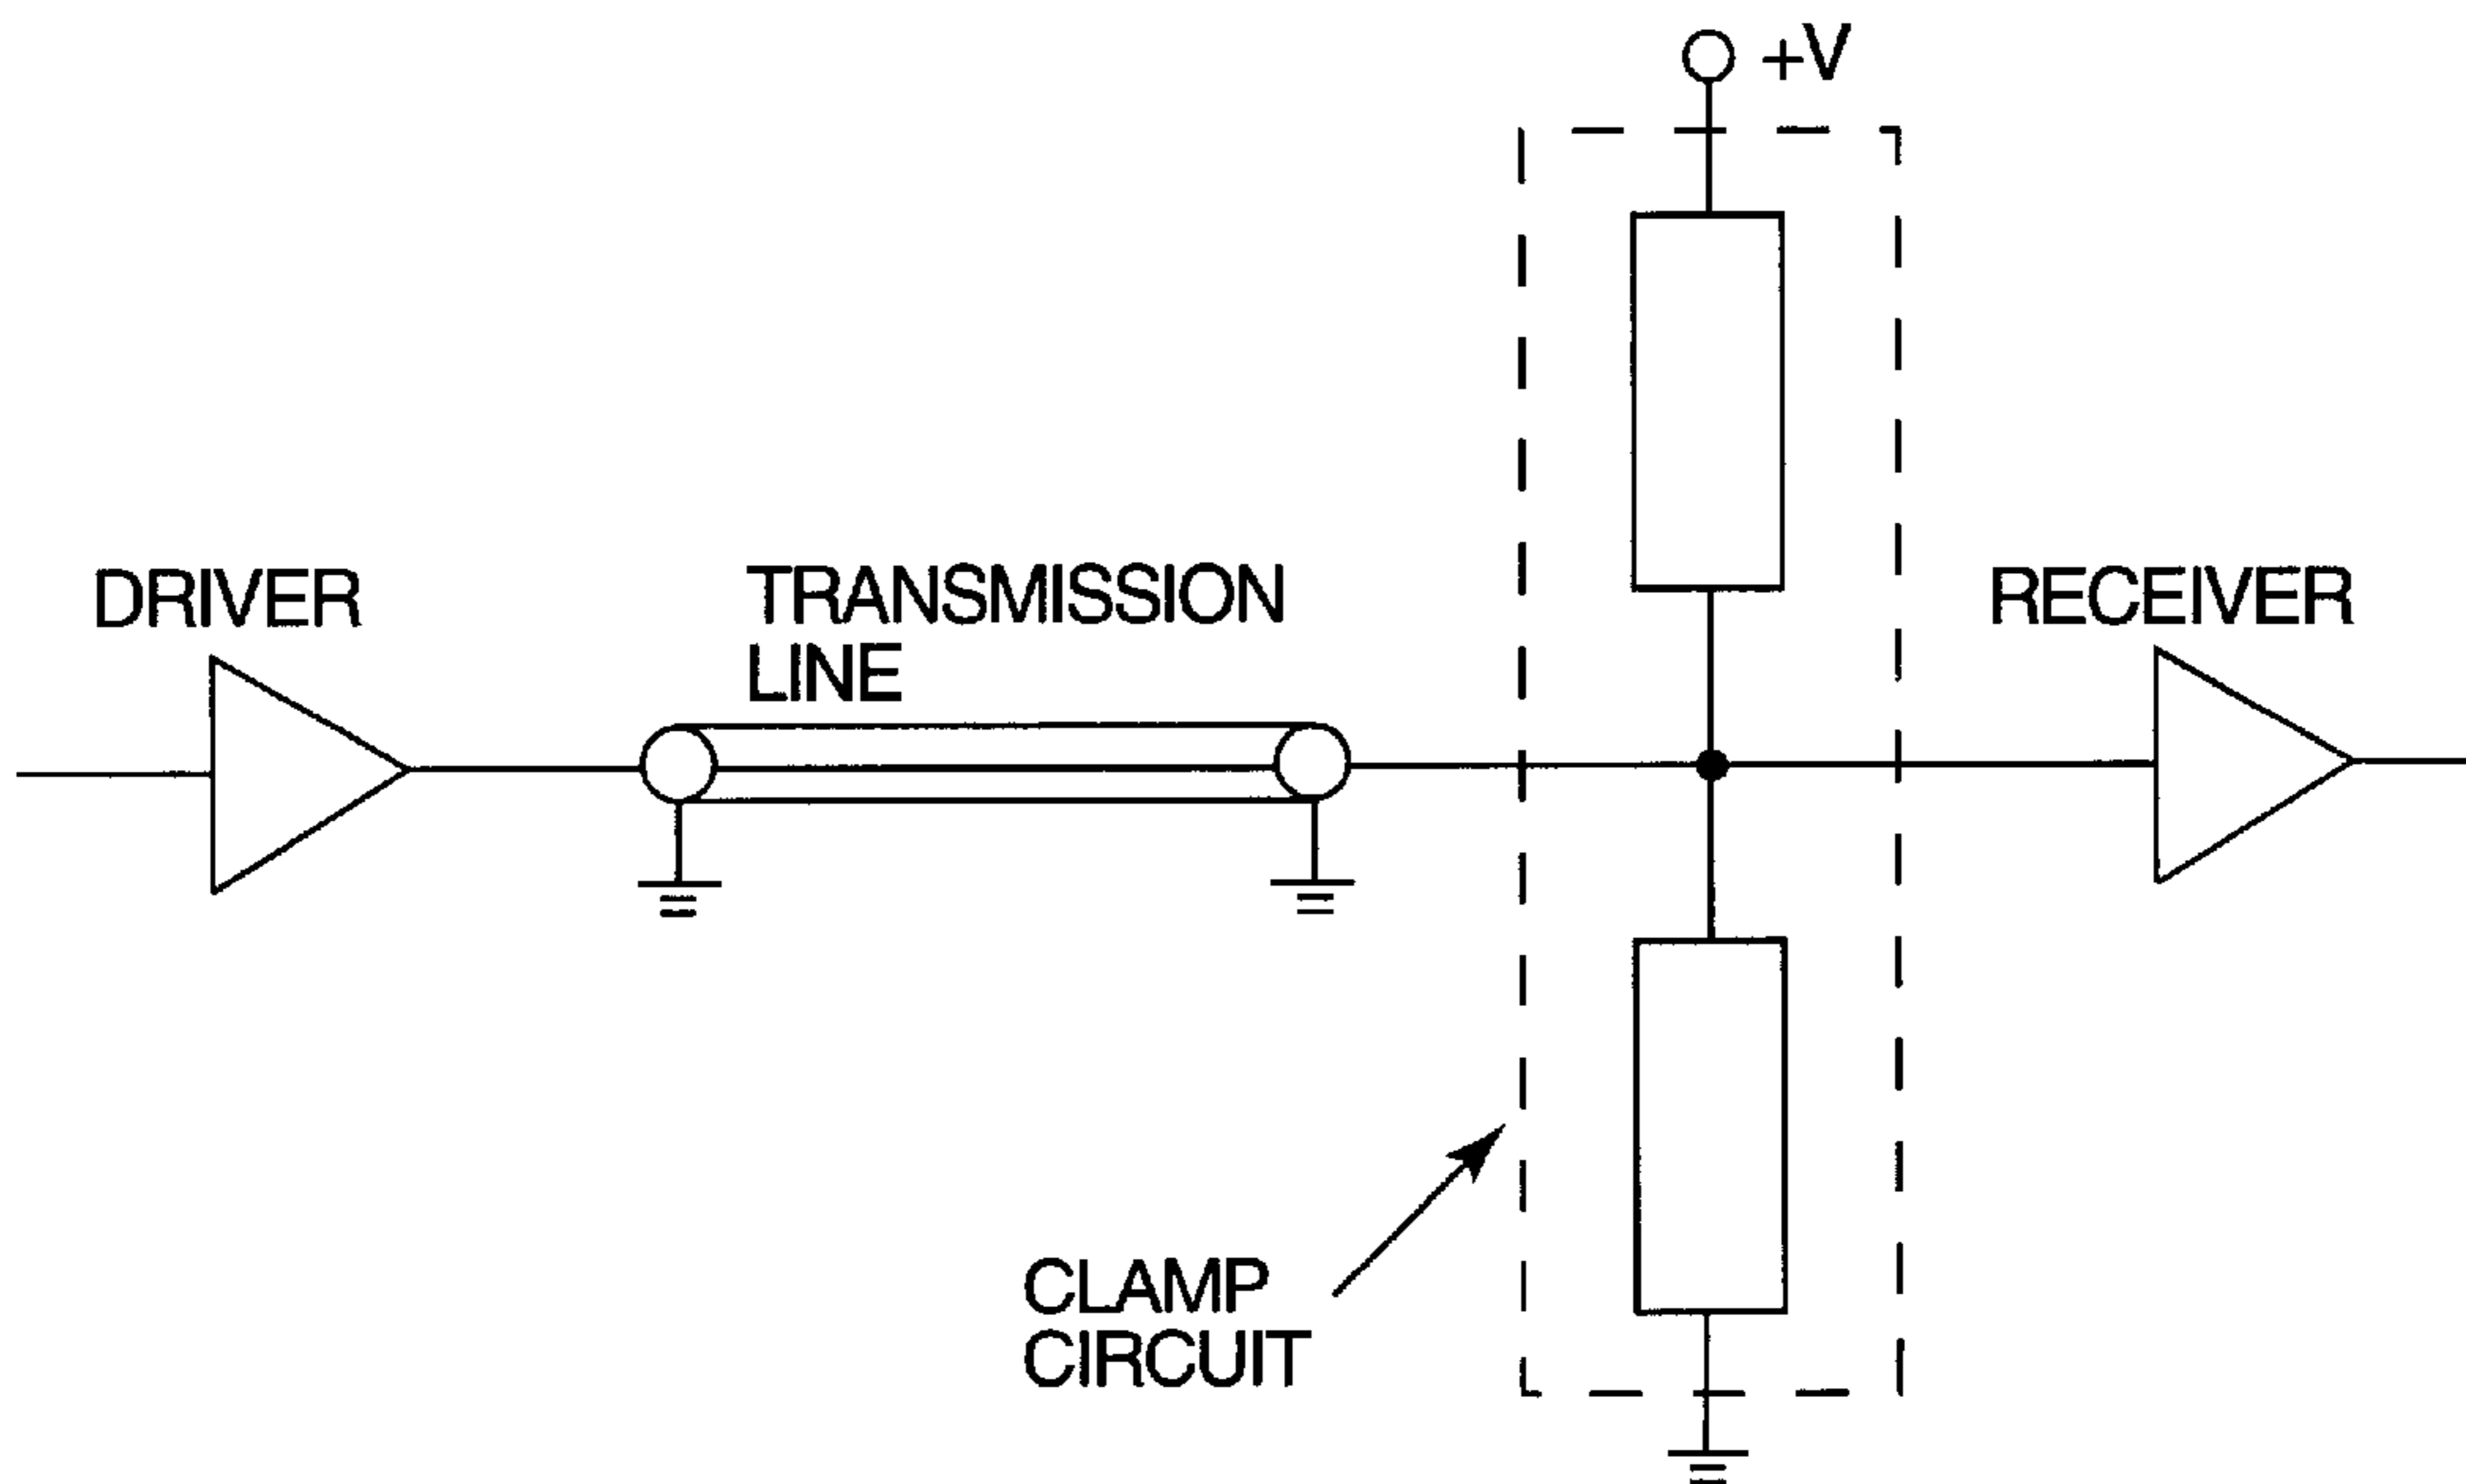 +V
DRIVER
TRANSMISSION
LINE
RECEIVER
CLAMP
CIRCUIT